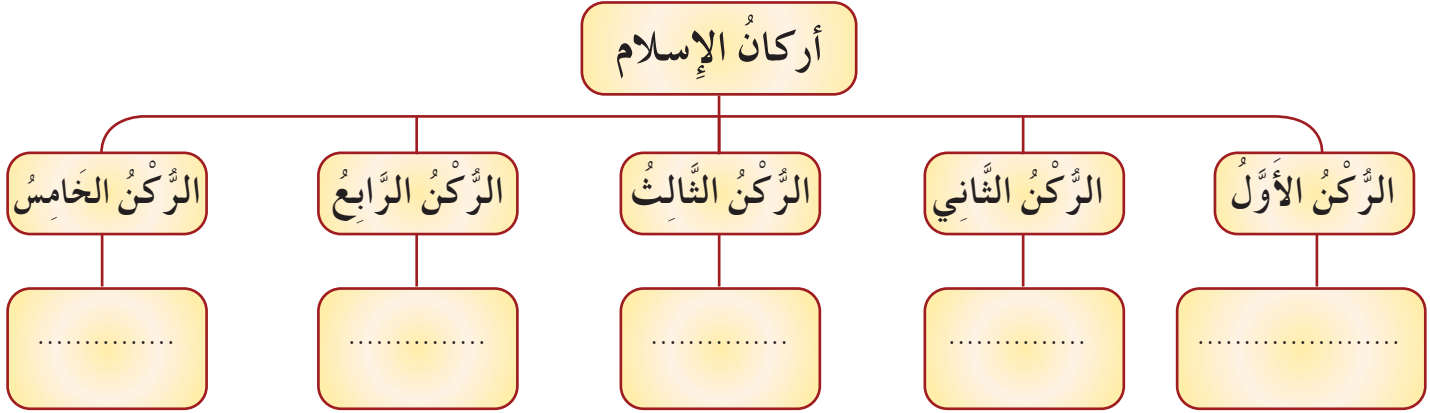 أركانُ الإِسلام
الرُّكْنُ الأَوَّلُ
الرُّكْنُ الثَّانِي
الرُّكْنُ الثَّالِثُ
الرُّكْنُ الرَّابِعُ
الرُّكْنُ الخَامِسُ
......................
...............
...............
...............
...............